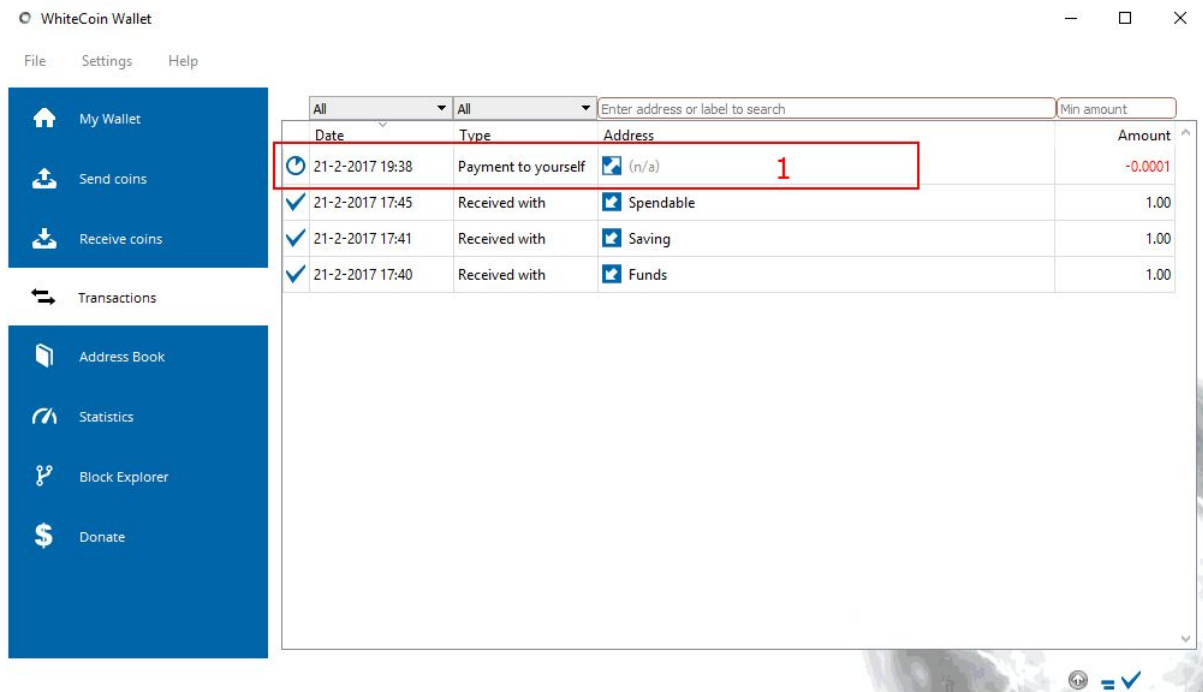 WhiteCoin Wallet
File Settings Help
All All Enter address or label to search Min amount
Date Type Address Amount
21-2-2017 19:38 Payment to yourself (n/a) 1 -0.0001
21-2-2017 17:45 Received with Spendable 1.00
21-2-2017 17:41 Received with Saving 1.00
21-2-2017 17:40 Received with Funds 1.00
My Wallet
Send coins
Receive coins
Transactions
Address Book
Statistics
Block Explorer
Donate